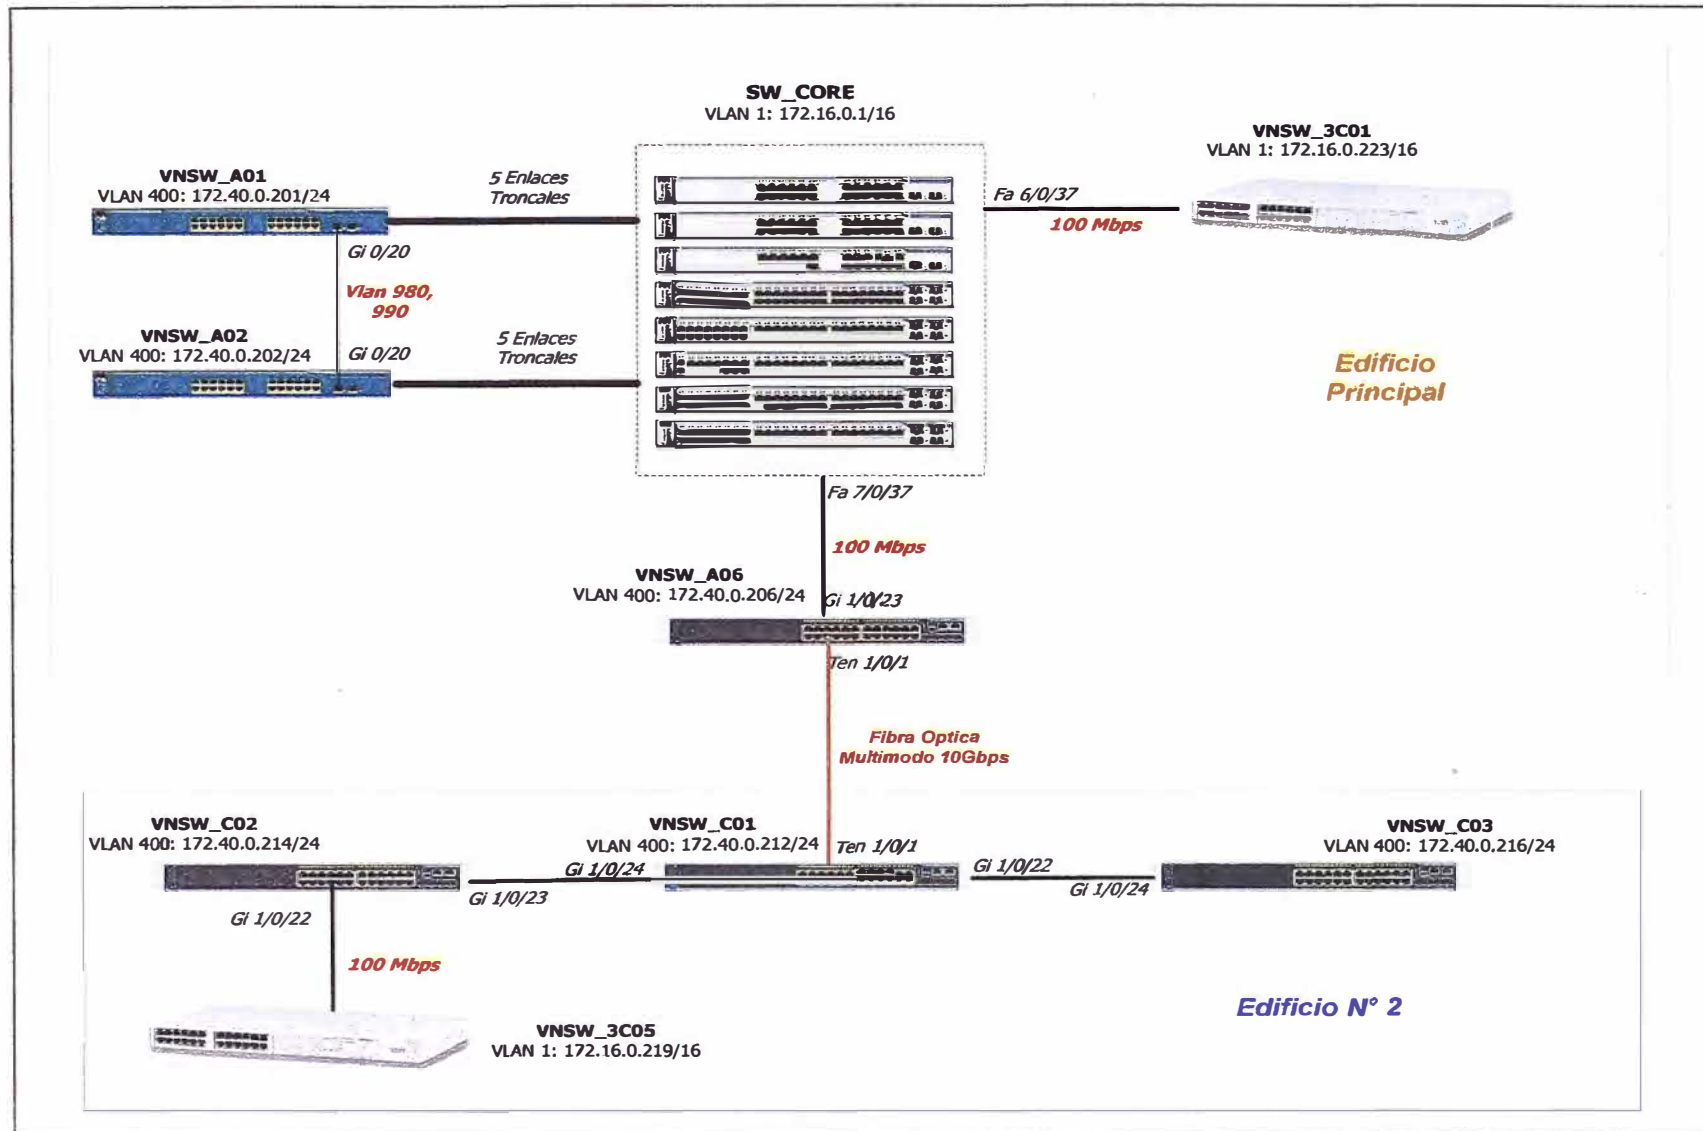 SW_CORE
VLAN 1: 172.16.0.1/16
VNSW_3C01
VLAN 1: 172.16.0.223/16
VNSW_A01
VLAN 400: 172.40.0.201/24
5 Enlaces
Troncales
Fa 6/0/37
100 Mbps
Gi 0/20
Vlan 980,
990
VNSW_A02
VLAN 400: 172.40.0.202/24
Gi 0/20
5 Enlaces
Troncales
Edificio
Principal
Fa 7/0/37
100 Mbps
VNSW_A06
VLAN 400: 172.40.0.206/24
Gi 1/0/23
Ten 1/0/1
Fibra Optica
Multimodo 10Gbps
VNSW_C02
VLAN 400: 172.40.0.214/24
VNSW_C01
VLAN 400: 172.40.0.212/24
Ten 1/0/1
VNSW_C03
VLAN 400: 172.40.0.216/24
Gi 1/0/24
Gi 1/0/23
Gi 1/0/22
Gi 1/0/24
Gi 1/0/22
100 Mbps
VNSW_3C05
VLAN 1: 172.16.0.219/16
Edificio N° 2